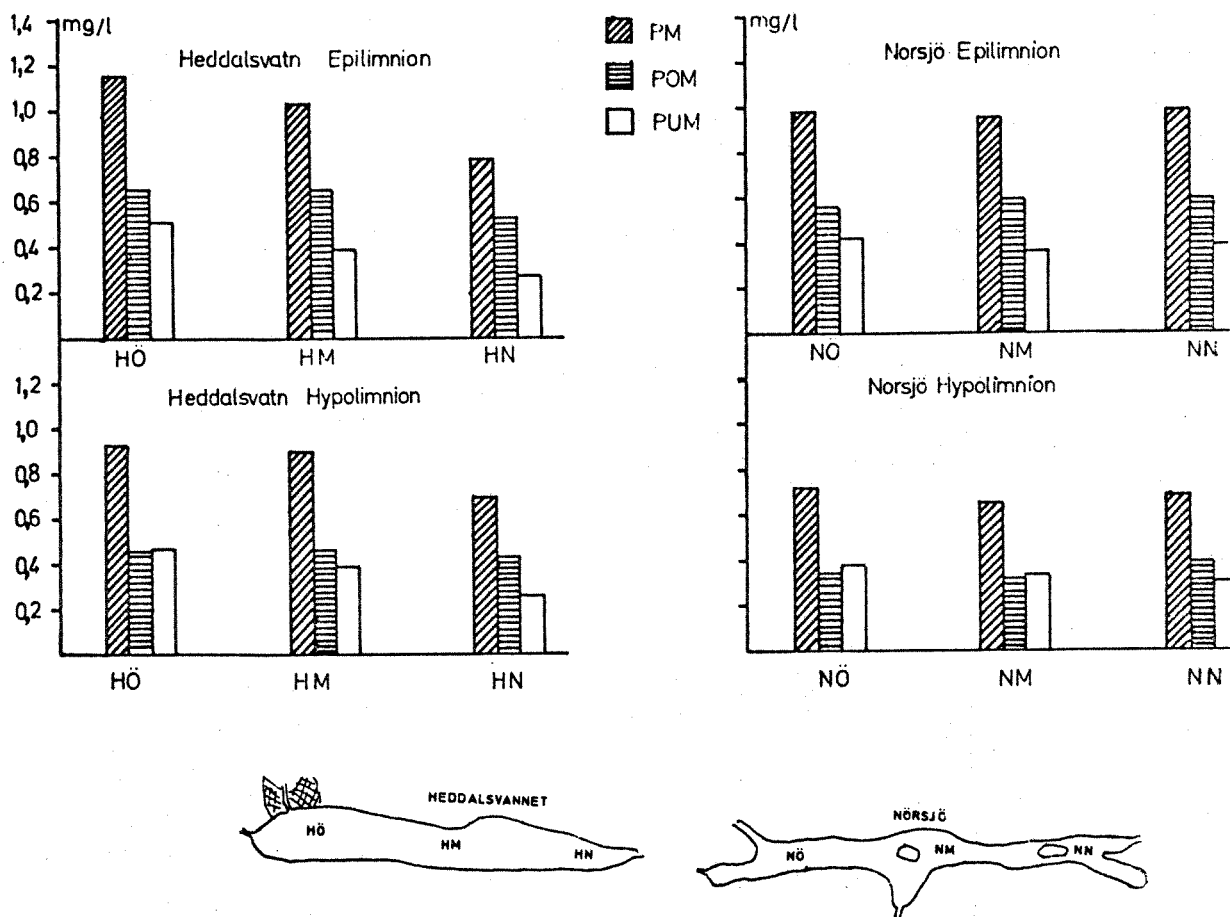 1,4 mg/l
Heddalsvatn Epilimnion
1,2
1,0
0,8
0,6
0,4
0,2
HÖ HM HN
PM
POM
PUM
mg/l
Norsjö Epilimnion
NÖ NM NN
1,2
Heddalsvatn Hypolimnion
1,0
0,8
0,6
0,4
0,2
HÖ HM HN
Norsjö Hypolimnion
NÖ NM NN
HEDDALSVANNET
HÖ
HM
HN
NÖRSJÖ
NÖ NM NN